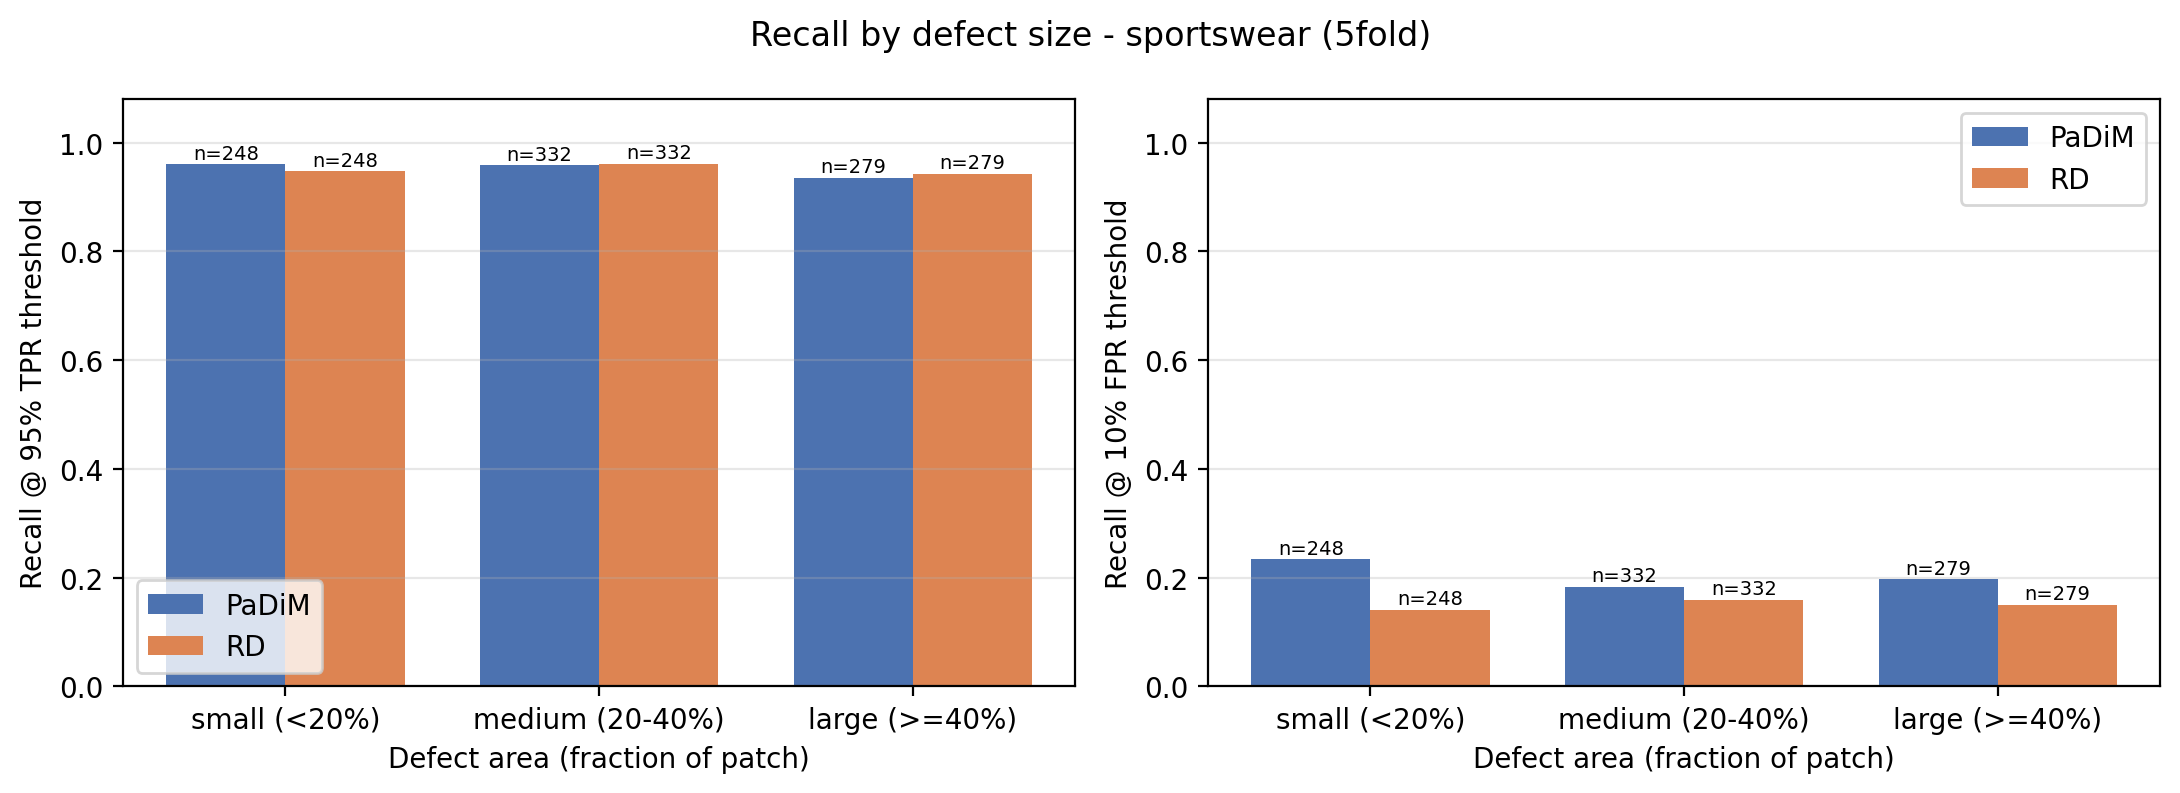 Recall by defect size - sportswear (5fold)
Recall @ 95% TPR threshold
1.0
0.8
0.6
0.4
0.2
0.0
n=248
n=248
n=332
n=332
n=279
n=279
PaDiM
RD
small (<20%)
medium (20-40%)
large (>=40%)
Defect area (fraction of patch)
Recall @ 10% FPR threshold
1.0
0.8
0.6
0.4
0.2
0.0
PaDiM
RD
n=248
n=248
n=332
n=332
n=279
n=279
small (<20%)
medium (20-40%)
large (>=40%)
Defect area (fraction of patch)